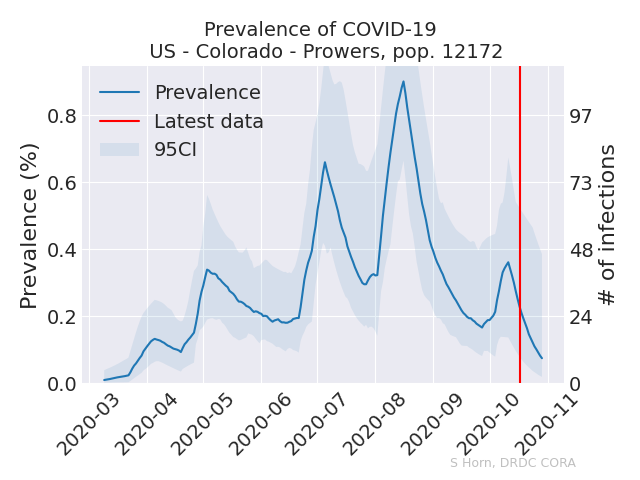 Prevalence of COVID-19
US - Colorado - Prowers, pop. 12172
Prevalence
Latest data
95CI
Prevalence (%)
0.8
0.6
0.4
0.2
0.0
97
73
48
24
0
# of infections
2020-03
2020-04
2020-05
2020-06
2020-07
2020-08
2020-09
2020-10
2020-11
S Horn, DRDC CORA